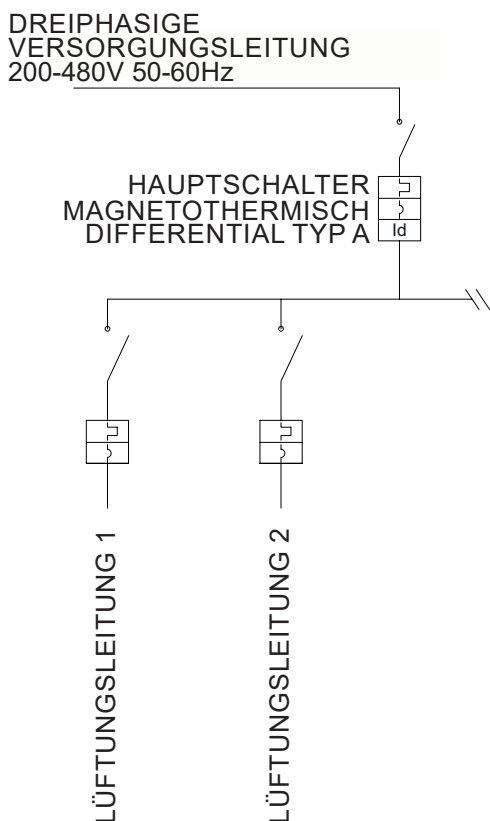 DREIPHASIGE
VERSORGUNGSLEITUNG
200-480V 50-60Hz
HAUPTSCHALTER
MAGNETOTHERMISCH
DIFFERENTIAL TYP A
Id
LÜFTUNGSLEITUNG 1
LÜFTUNGSLEITUNG 2